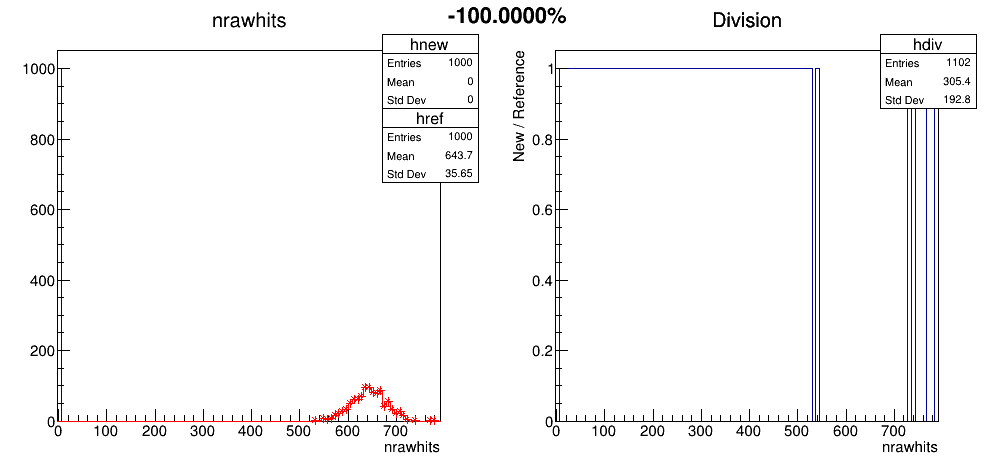 -100.0000%
nrawhits
hnew
Entries 1000
Mean 0
Std Dev 0
href
Entries 1000
Mean 643.7
Std Dev 35.65
1000
800
600
400
200
0
0 100 200 300 400 500 600 700
nrawhits
Division
hdiv
Entries 1102
Mean 305.4
Std Dev 192.8
New / Reference
1
0.8
0.6
0.4
0.2
0
0 100 200 300 400 500 600 700
nrawhits